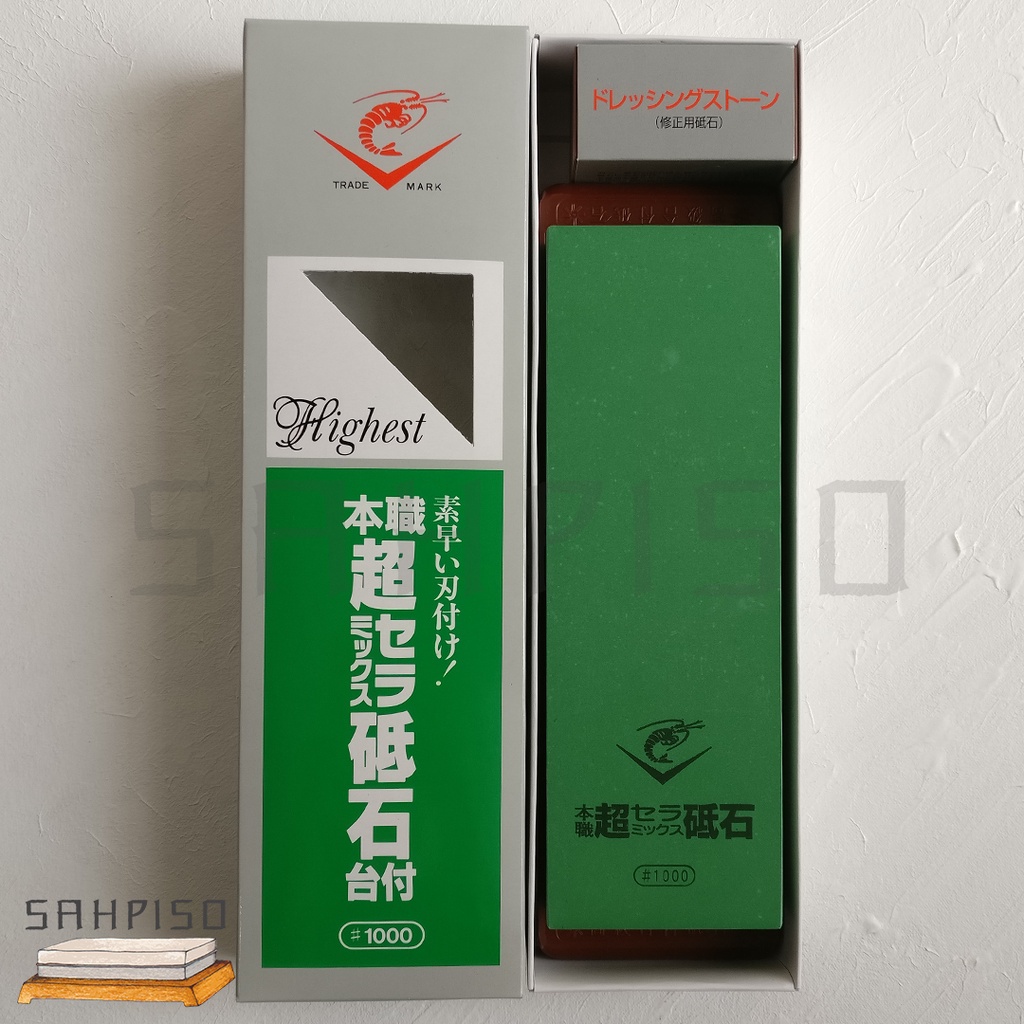 TRADE MARK
Highest
素早い刃付け!
本職超セラミックス砥石台付
#1000
ドレッシングストーン
(修正用砥石)
本職超セラミックス砥石
#1000
SAHPISO
SAHPISO